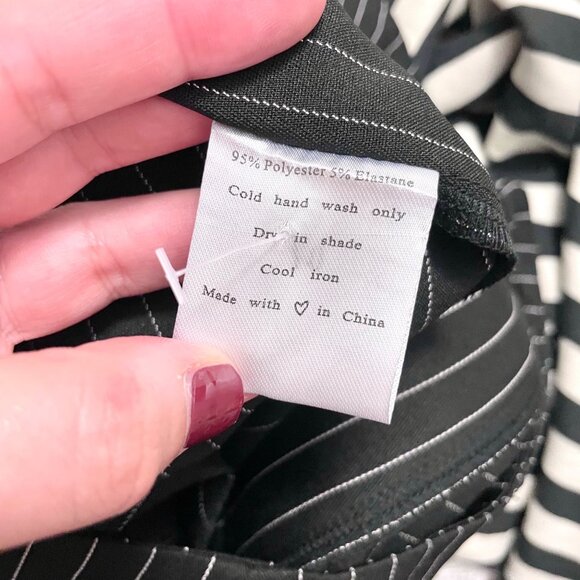 95% Polyester 5% Elastane
Cold hand wash only
Dry in shade
Cool iron
Made with ♡ in China